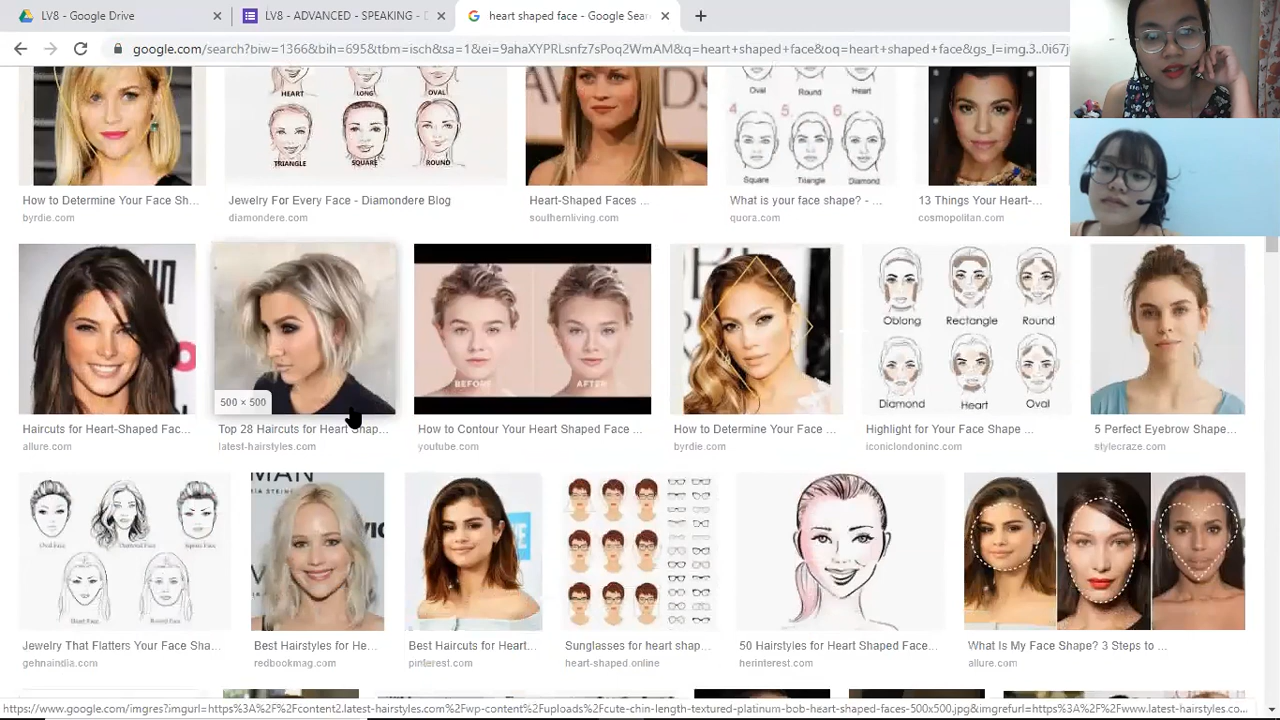 LV8 - Google Drive
LV8 - ADVANCED - SPEAKING - D
heart shaped face - Google Sear
google.com/search?biw=1366&bih=695&tbm=isch&sa=1&ei=9ahaXYPRLsnfz7sPoq2WmAM&q=heart+shaped+face&oq=heart+shaped+face&gs_l=img.3..0i67j
HEART LONG OVAL
TRIANGLE SQUARE ROUND
Oval Round Heart
4 5 6
Square Triangle Diamond
How to Determine Your Face Sh...
byrdie.com
Jewelry For Every Face - Diamondere Blog
diamondere.com
Heart-Shaped Faces ...
southernliving.com
What is your face shape? - ...
quora.com
13 Things Your Heart-...
cosmopolitan.com
BEFORE AFTER
Oblong Rectangle Round
Diamond Heart Oval
500 × 500
Haircuts for Heart-Shaped Fac...
allure.com
Top 28 Haircuts for Heart Shap...
latest-hairstyles.com
How to Contour Your Heart Shaped Face ...
youtube.com
How to Determine Your Face ...
byrdie.com
Highlight for Your Face Shape ...
iconiclondoninc.com
5 Perfect Eyebrow Shape...
stylecraze.com
Oval Face
Square Face
Heart Face
Round Face
Jewelry That Flatters Your Face Sha...
gehnaindia.com
Best Hairstyles for He...
redbookmag.com
Best Haircuts for Heart...
pinterest.com
Sunglasses for heart shap...
heart-shaped.online
50 Hairstyles for Heart Shaped Face...
herinterest.com
What Is My Face Shape? 3 Steps to ...
allure.com
https://www.google.com/imgres?imgurl=https%3A%2F%2Fcontent2.latest-hairstyles.com%2Fwp-content%2Fuploads%2Fcute-chin-length-textured-platinum-bob-heart-shaped-faces-500x500.jpg&imgrefurl=https%3A%2F%2Fwww.latest-hairstyles.co...